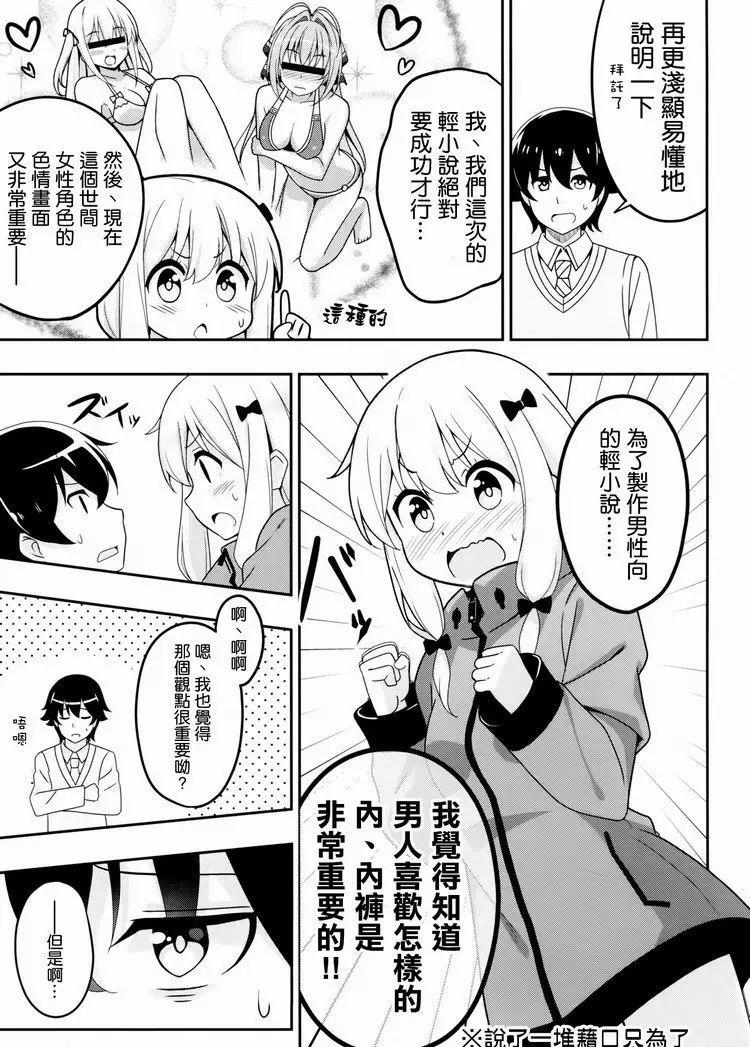 再更淺顯易懂地
說明一下
拜託了
我、我們這次的
輕小說絕對
要成功才行…
這種的
然後、現在
這個世間
女性角色的
色情畫面
又非常重要——
為了製作男性向
的輕小說……
我覺得知道
男人喜歡怎樣的
內、內褲是
非常重要的!!
※說了一堆藉口只為了
ズイッ
啊、啊啊
嗯、我也覺得
那個觀點很重要呦？
唔嗯
——但是啊…